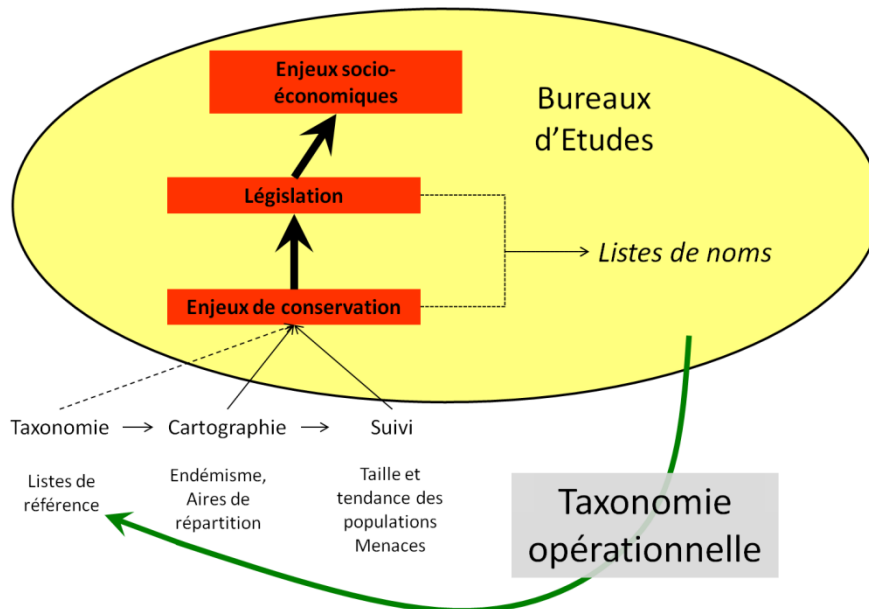 Enjeux socio-
économiques
Bureaux
d'Etudes
Législation
Listes de noms
Enjeux de conservation
Taxonomie
Cartographie
Suivi
Listes de
référence
Endémisme,
Aires de
répartition
Taille et
tendance des
populations
Menaces
Taxonomie
opérationnelle